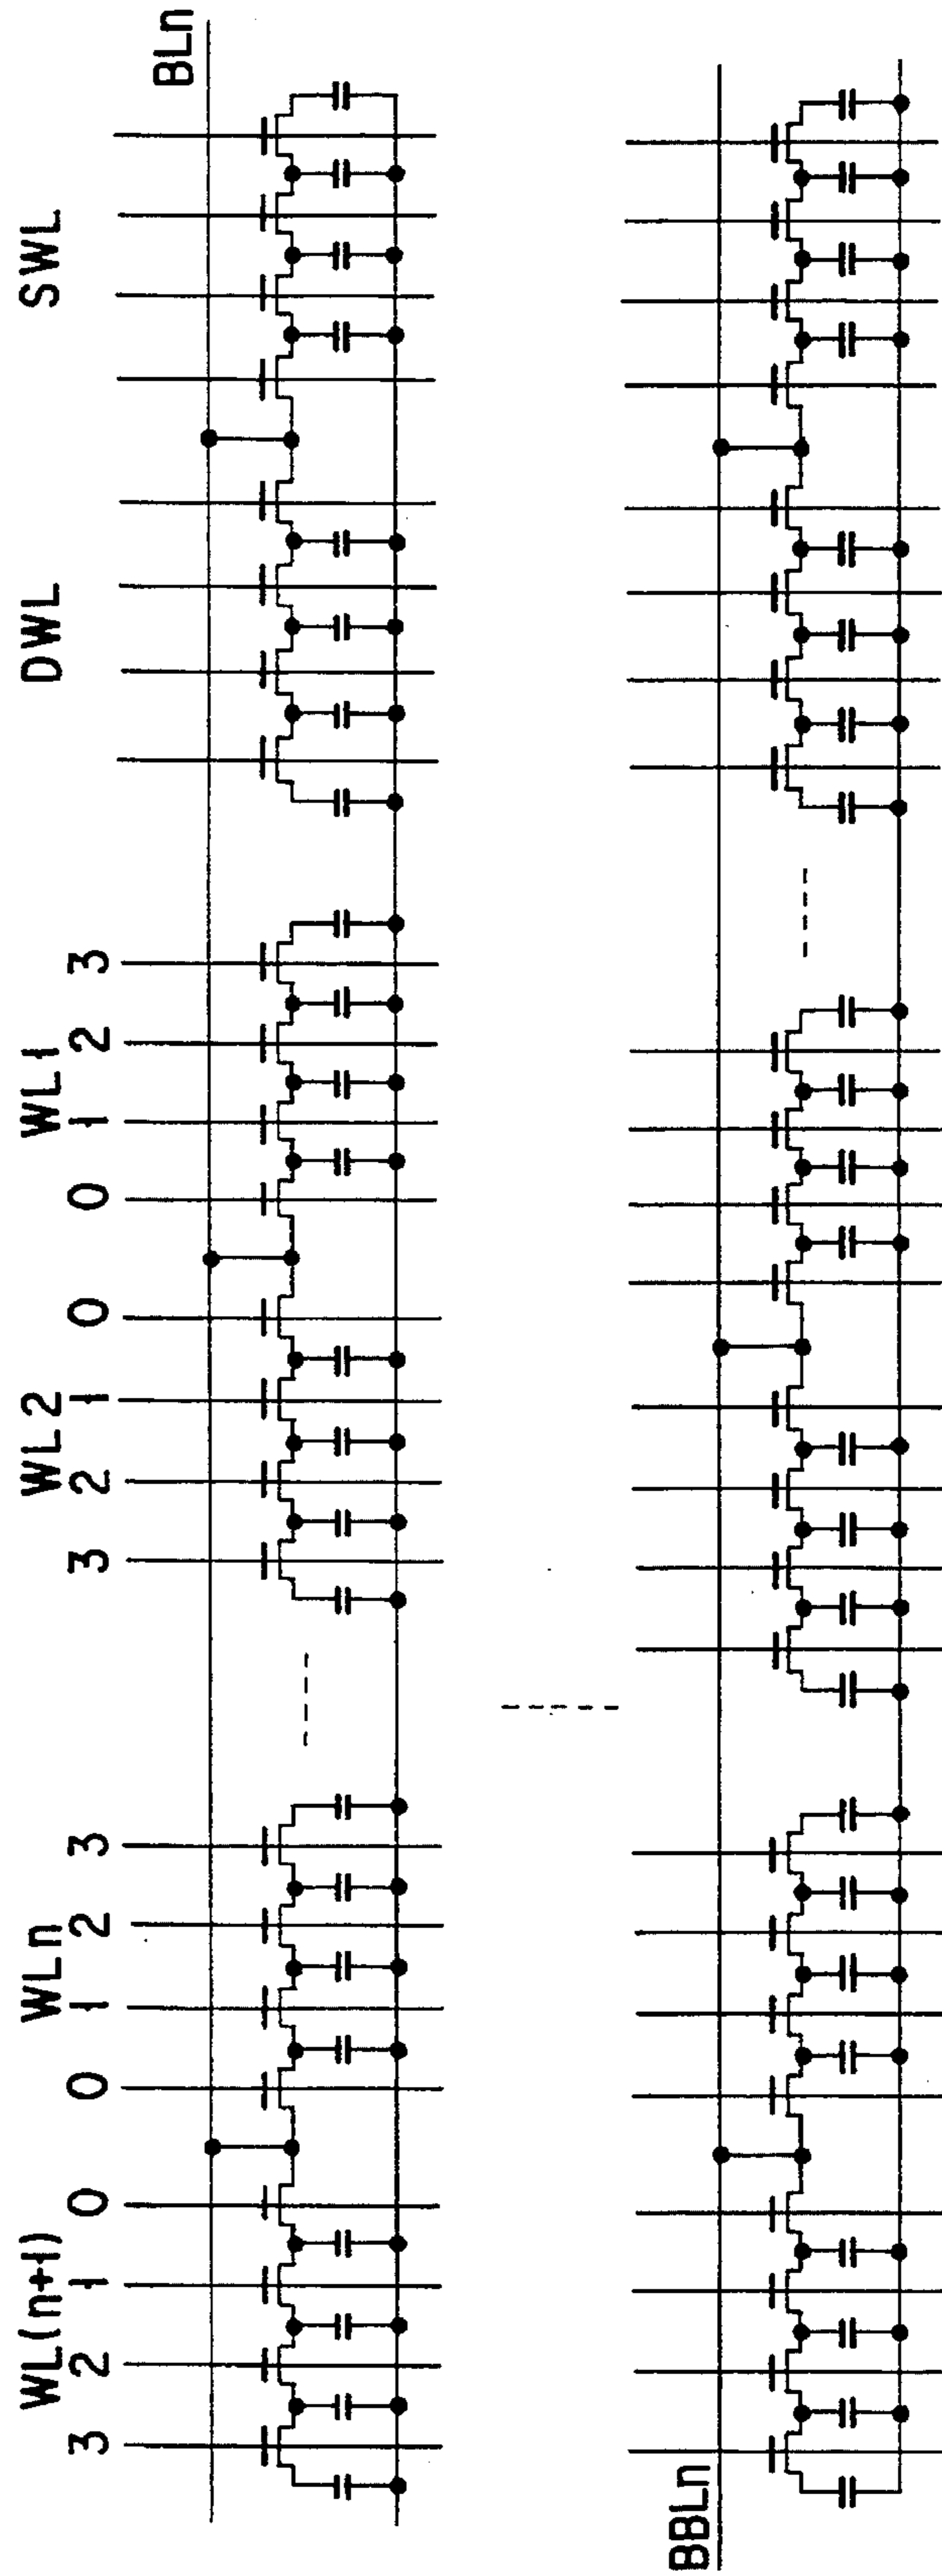 WL(n+1) WLn WL2 WL1 DWL SWL
3 2 1 0 0 1 2 3 3 2 1 0 0 1 2 3
BLn
BBLn